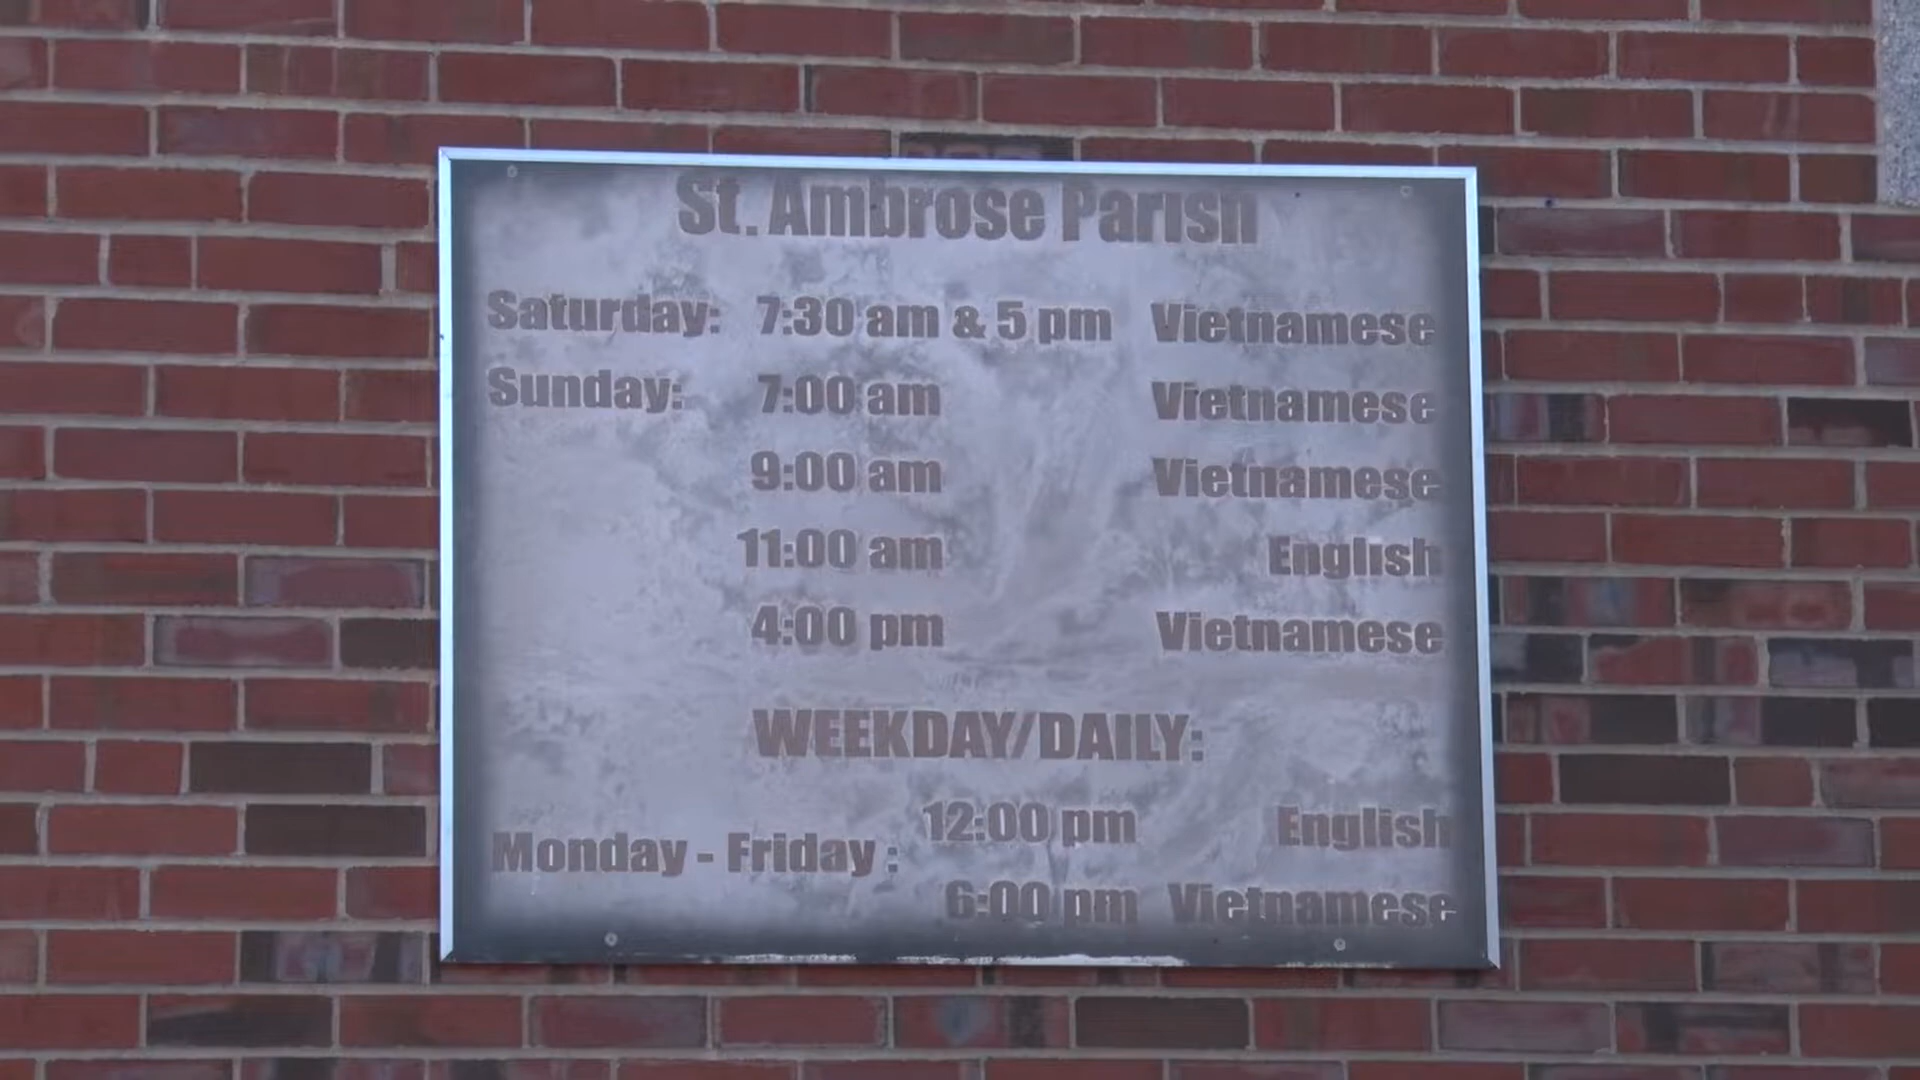 St. Ambrose Parish
Saturday: 7:30 am & 5 pm Vietnamese
Sunday: 7:00 am Vietnamese
9:00 am Vietnamese
11:00 am English
4:00 pm Vietnamese
WEEKDAY/DAILY:
Monday - Friday : 12:00 pm English
6:00 pm Vietnamese